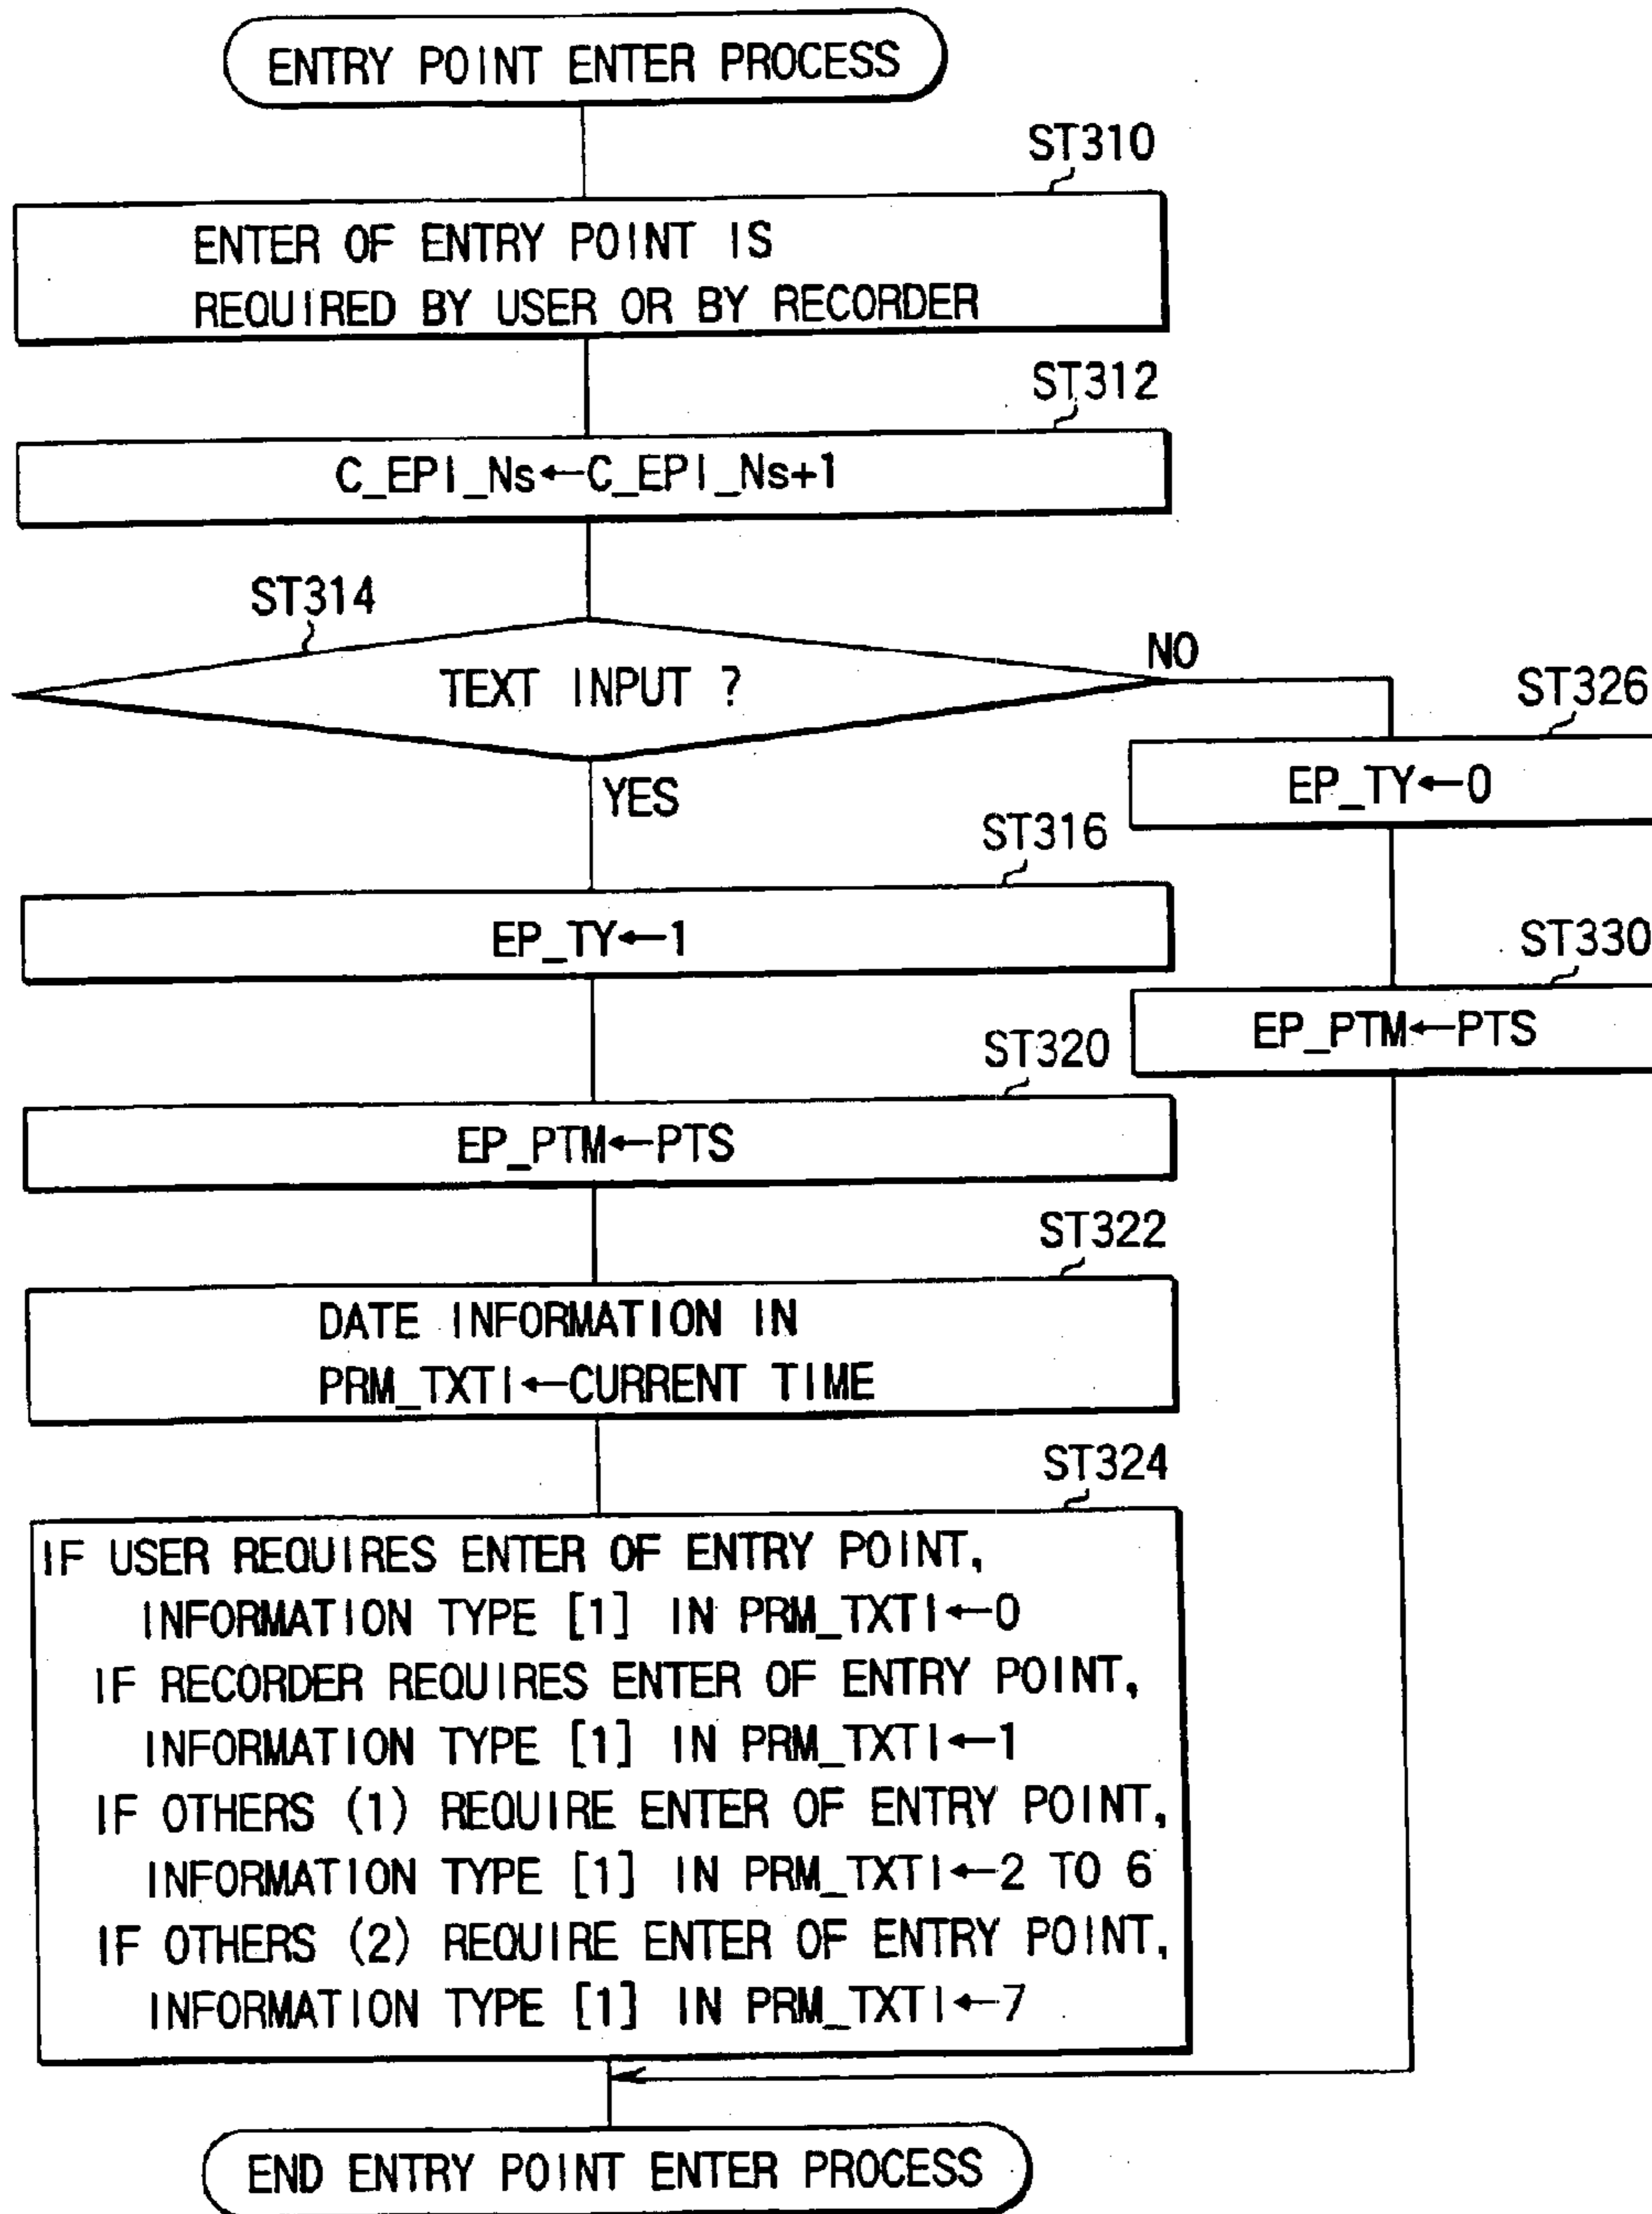 ENTRY POINT ENTER PROCESS
ST310
ENTER OF ENTRY POINT IS
REQUIRED BY USER OR BY RECORDER
ST312
C_EPI_Ns←C_EPI_Ns+1
ST314
TEXT INPUT ?
NO
YES
ST326
EP_TY←0
ST316
EP_TY←1
ST330
EP_PTM←PTS
ST320
EP_PTM←PTS
ST322
DATE INFORMATION IN
PRM_TXTI←CURRENT TIME
ST324
IF USER REQUIRES ENTER OF ENTRY POINT,
INFORMATION TYPE [1] IN PRM_TXTI←0
IF RECORDER REQUIRES ENTER OF ENTRY POINT,
INFORMATION TYPE [1] IN PRM_TXTI←1
IF OTHERS (1) REQUIRE ENTER OF ENTRY POINT,
INFORMATION TYPE [1] IN PRM_TXTI←2 TO 6
IF OTHERS (2) REQUIRE ENTER OF ENTRY POINT,
INFORMATION TYPE [1] IN PRM_TXTI←7
END ENTRY POINT ENTER PROCESS